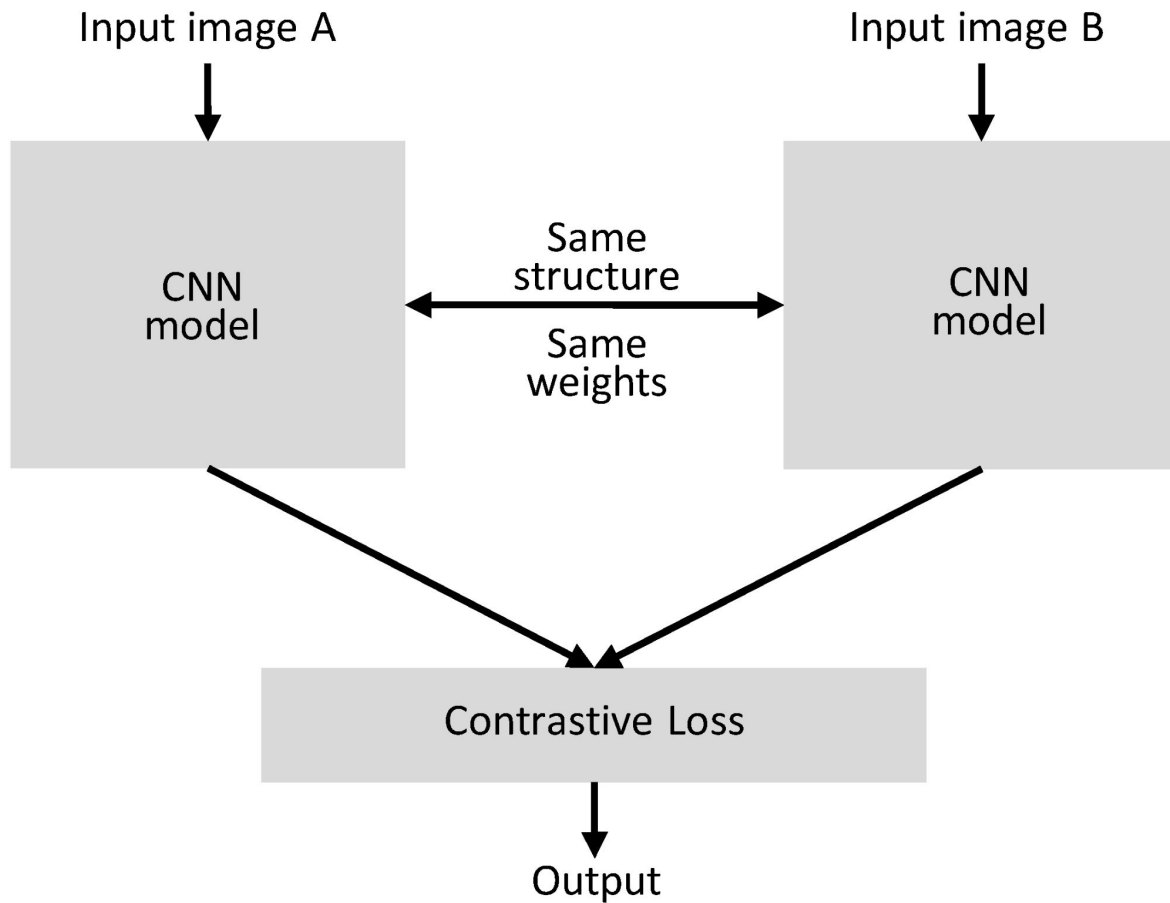 Input image A
Input image B
CNN
model
Same
structure
Same
weights
CNN
model
Contrastive Loss
Output